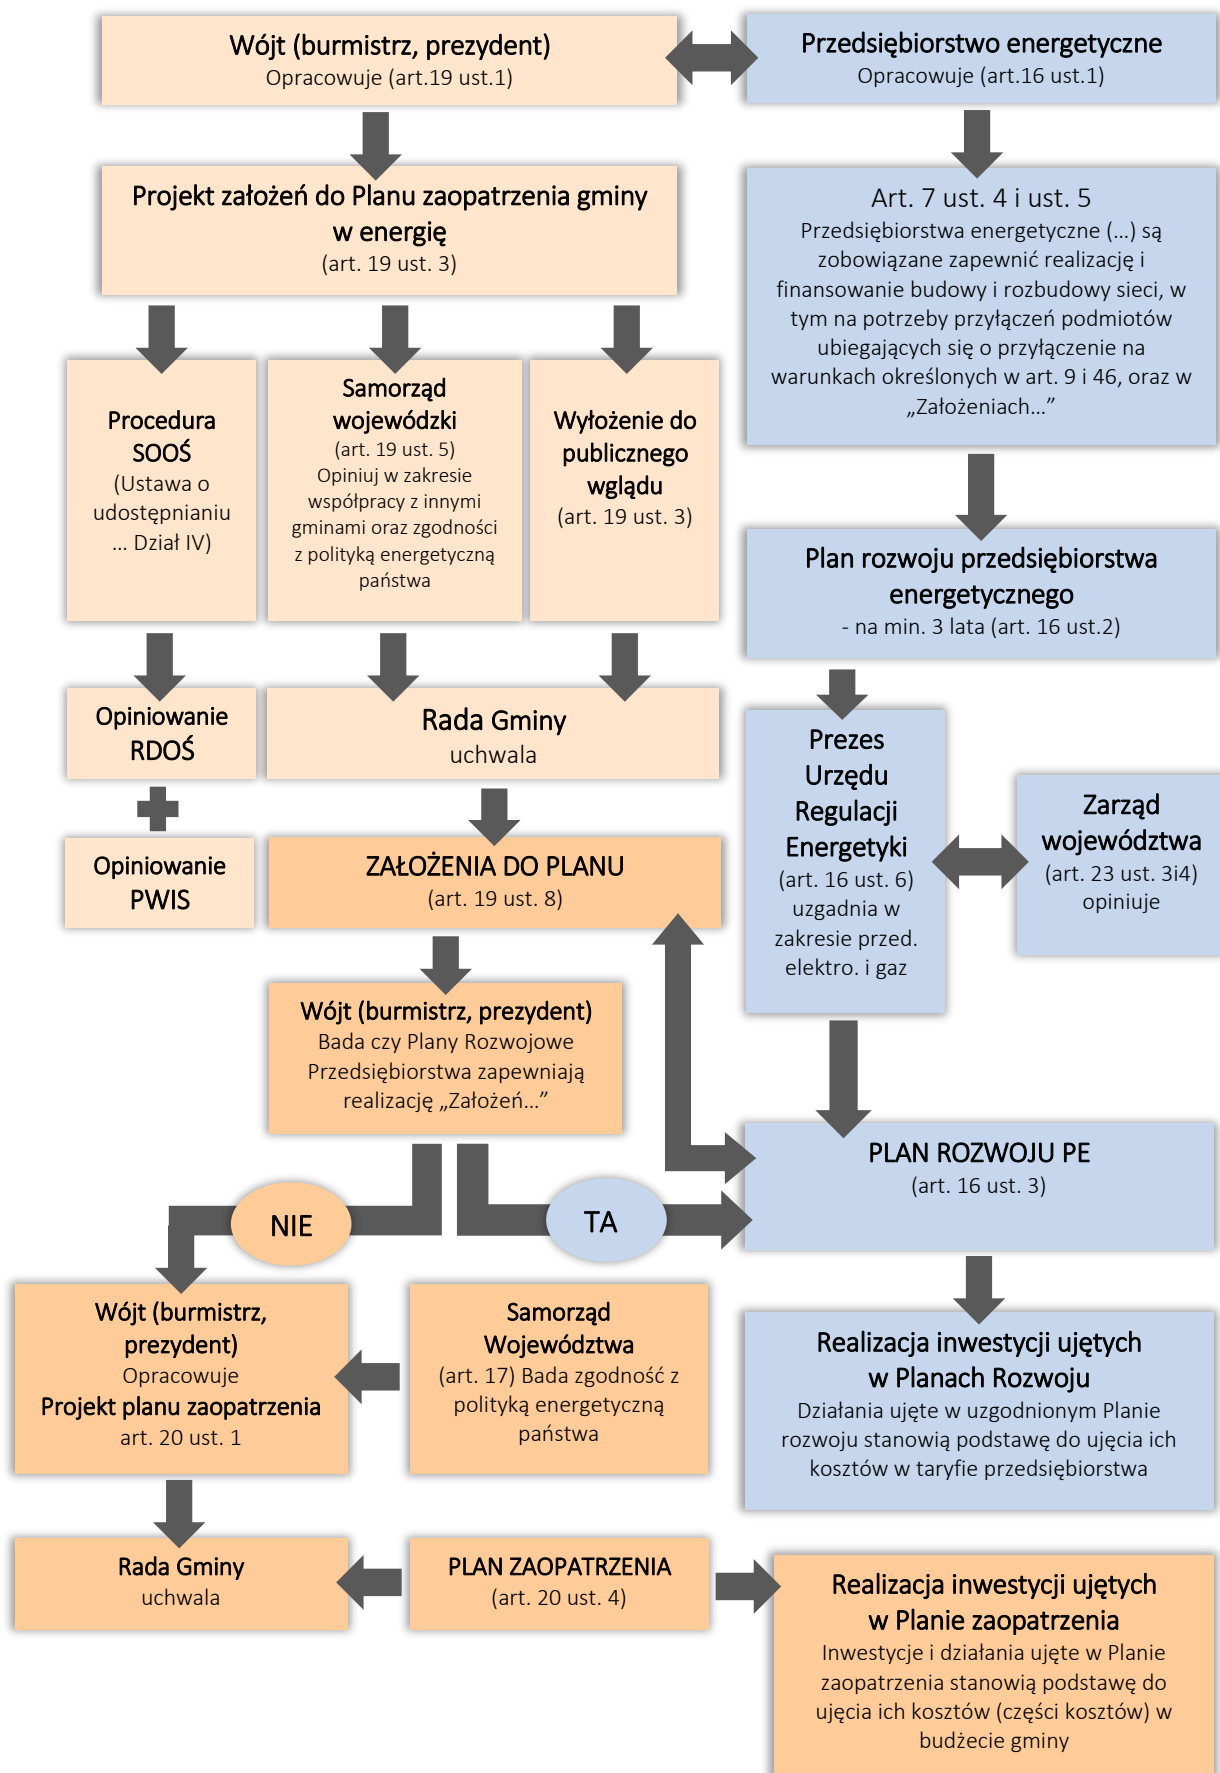 Wójt (burmistrz, prezydent)
Opracowuje (art.19 ust.1)
Przedsiębiorstwo energetyczne
Opracowuje (art.16 ust.1)
Projekt założeń do Planu zaopatrzenia gminy
w energię
(art. 19 ust. 3)
Art. 7 ust. 4 i ust. 5
Przedsiębiorstwa energetyczne (...) są
zobowiązane zapewnić realizację i
finansowanie budowy i rozbudowy sieci, w
tym na potrzeby przyłączeń podmiotów
ubiegających się o przyłączenie na
warunkach określonych w art. 9 i 46, oraz w
„Założeniach...”
Procedura
SOOŚ
(Ustawa o
udostępnianiu
... Dział IV)
Samorząd
wojewódzki
(art. 19 ust. 5)
Opiniuj w zakresie
współpracy z innymi
gminami oraz zgodności
z polityką energetyczną
państwa
Wyłożenie do
publicznego
wglądu
(art. 19 ust. 3)
Plan rozwoju przedsiębiorstwa
energetycznego
- na min. 3 lata (art. 16 ust.2)
Opiniowanie
RDOŚ
Rada Gminy
uchwala
Prezes
Urzędu
Regulacji
Energetyki
(art. 16 ust. 6)
uzgadnia w
zakresie przed.
elektro. i gaz
Zarząd
województwa
(art. 23 ust. 3i4)
opiniuje
Opiniowanie
PWIS
ZAŁOŻENIA DO PLANU
(art. 19 ust. 8)
Wójt (burmistrz, prezydent)
Bada czy Plany Rozwojowe
Przedsiębiorstwa zapewniają
realizację „Założeń...”
PLAN ROZWOJU PE
(art. 16 ust. 3)
NIE
TA
Wójt (burmistrz,
prezydent)
Opracowuje
Projekt planu zaopatrzenia
art. 20 ust. 1
Samorząd
Województwa
(art. 17) Bada zgodność z
polityką energetyczną
państwa
Realizacja inwestycji ujętych
w Planach Rozwoju
Działania ujęte w uzgodnionym Planie
rozwoju stanowią podstawę do ujęcia ich
kosztów w taryfie przedsiębiorstwa
Rada Gminy
uchwala
PLAN ZAOPATRZENIA
(art. 20 ust. 4)
Realizacja inwestycji ujętych
w Planie zaopatrzenia
Inwestycje i działania ujęte w Planie
zaopatrzenia stanowią podstawę do
ujęcia ich kosztów (części kosztów) w
budżecie gminy